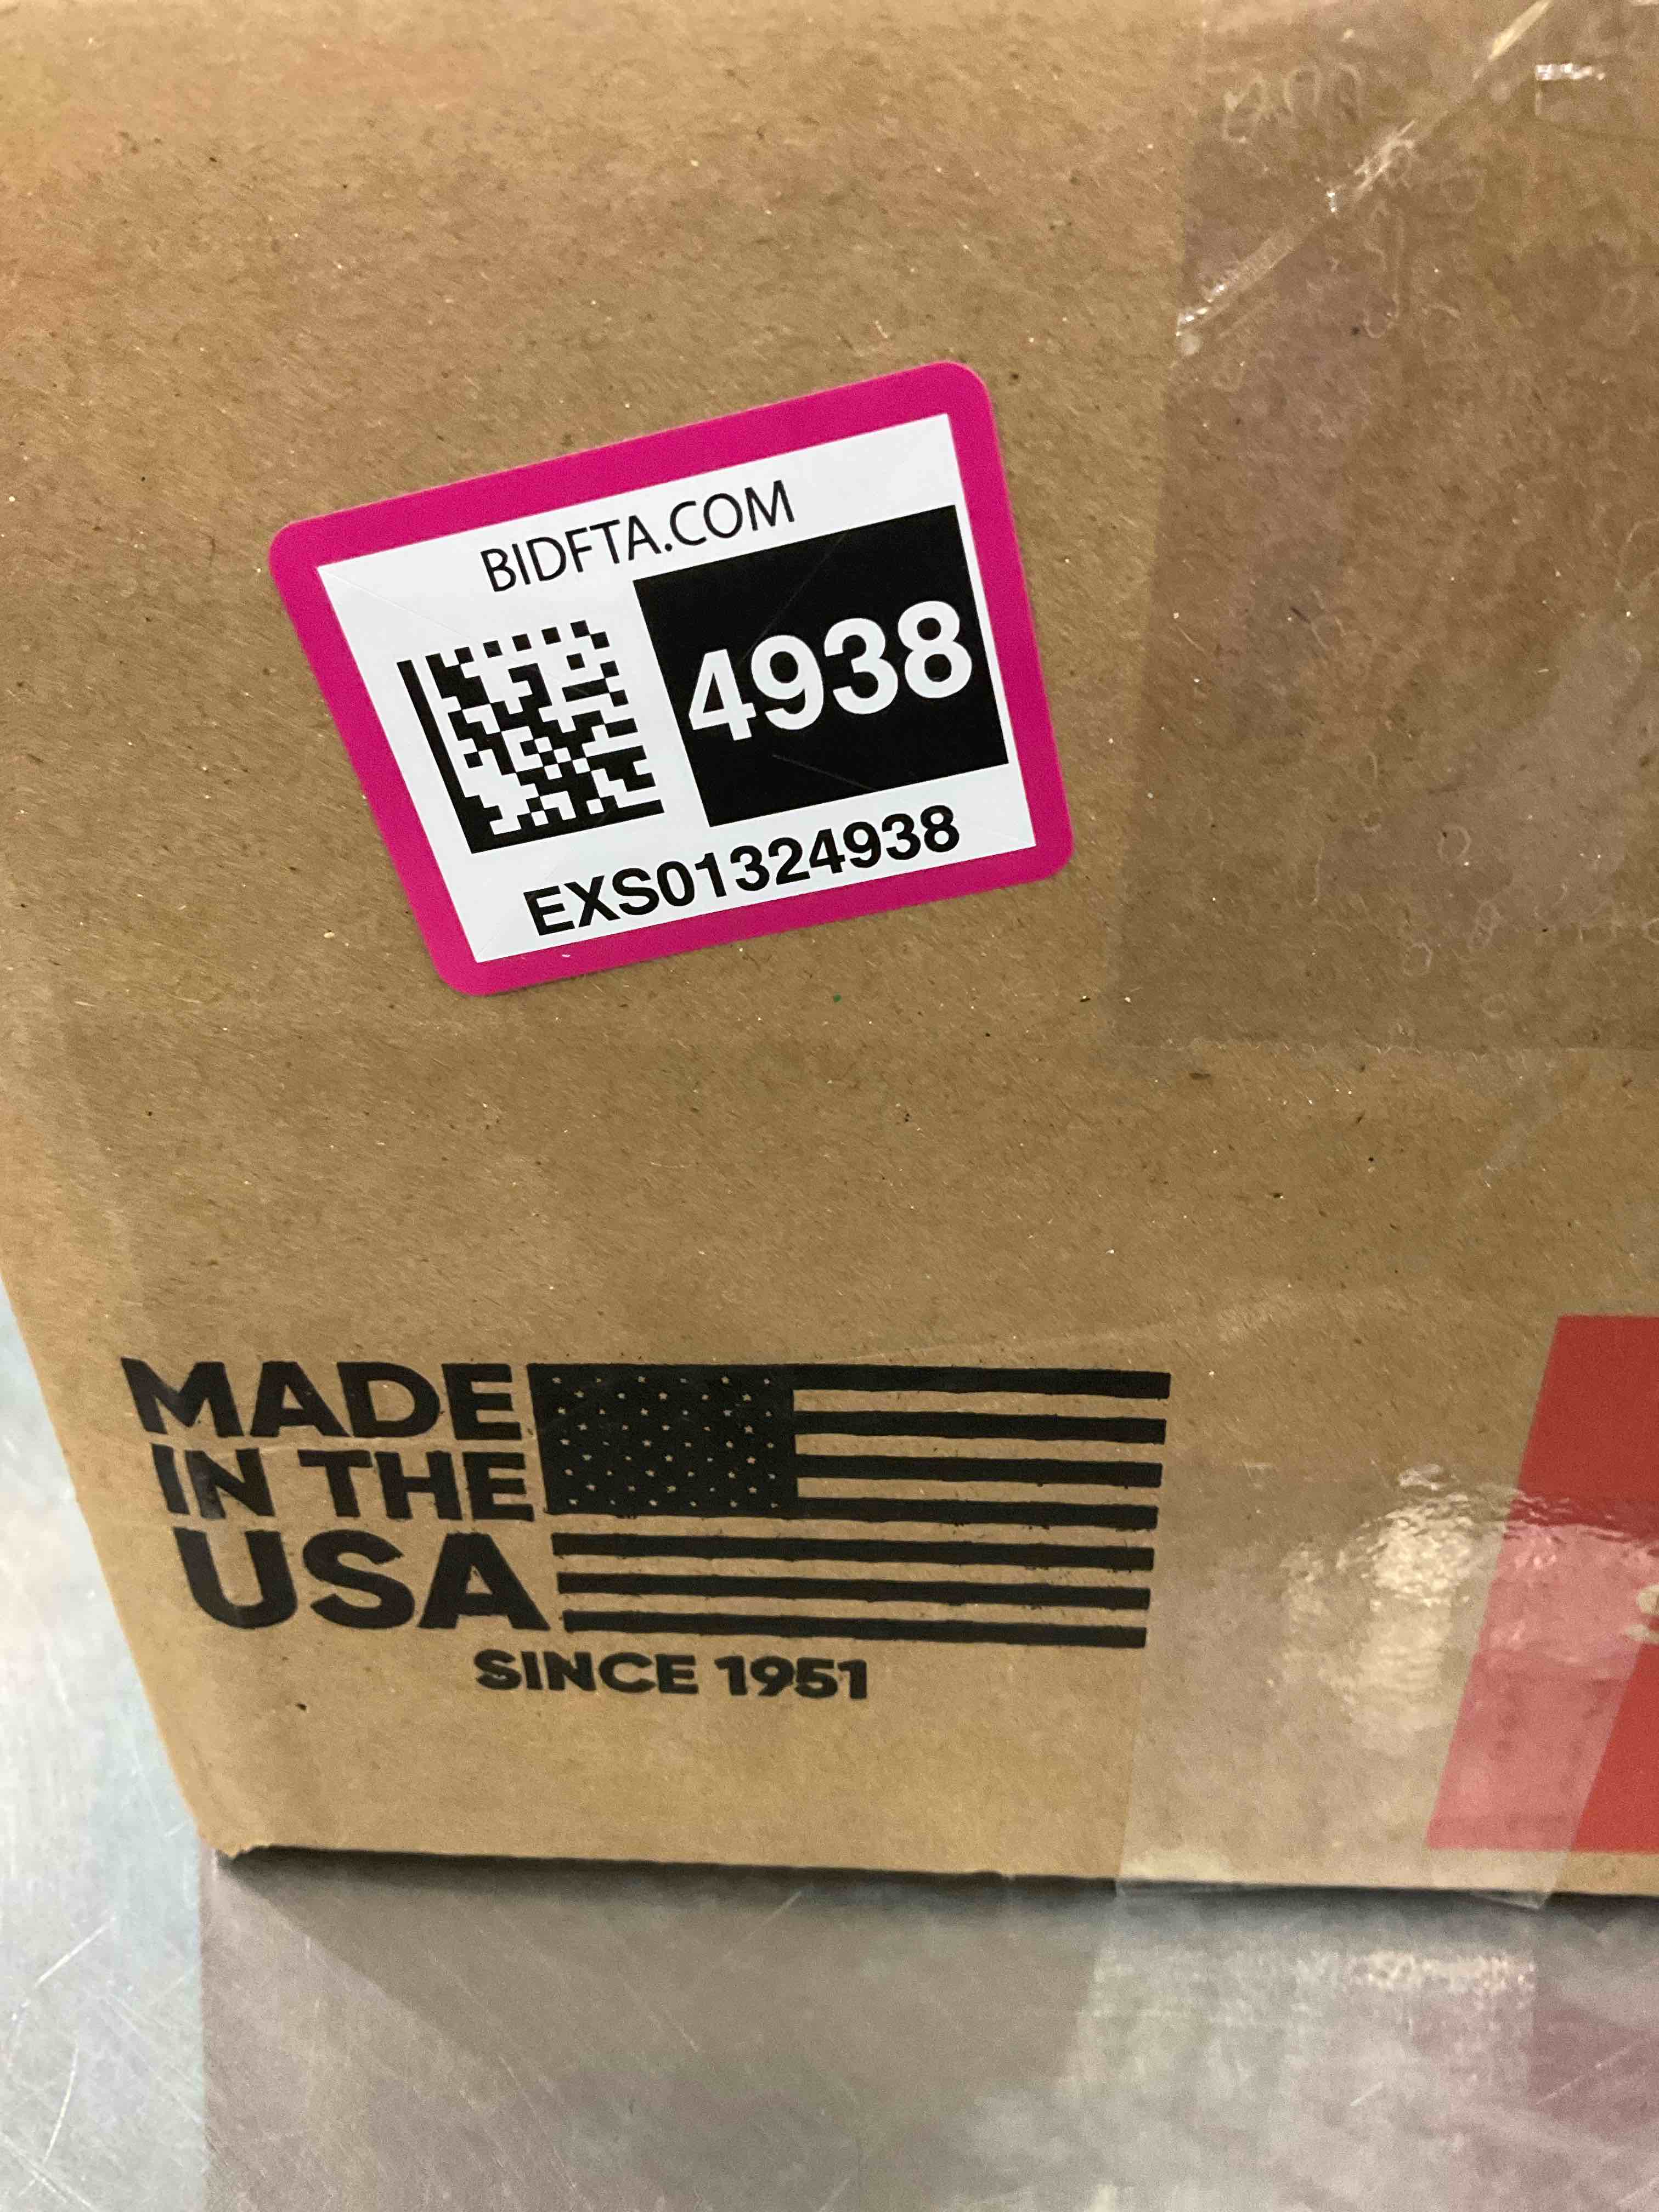 BIDFTA.COM
4938
EXS01324938
MADE
IN THE
USA
SINCE 1951